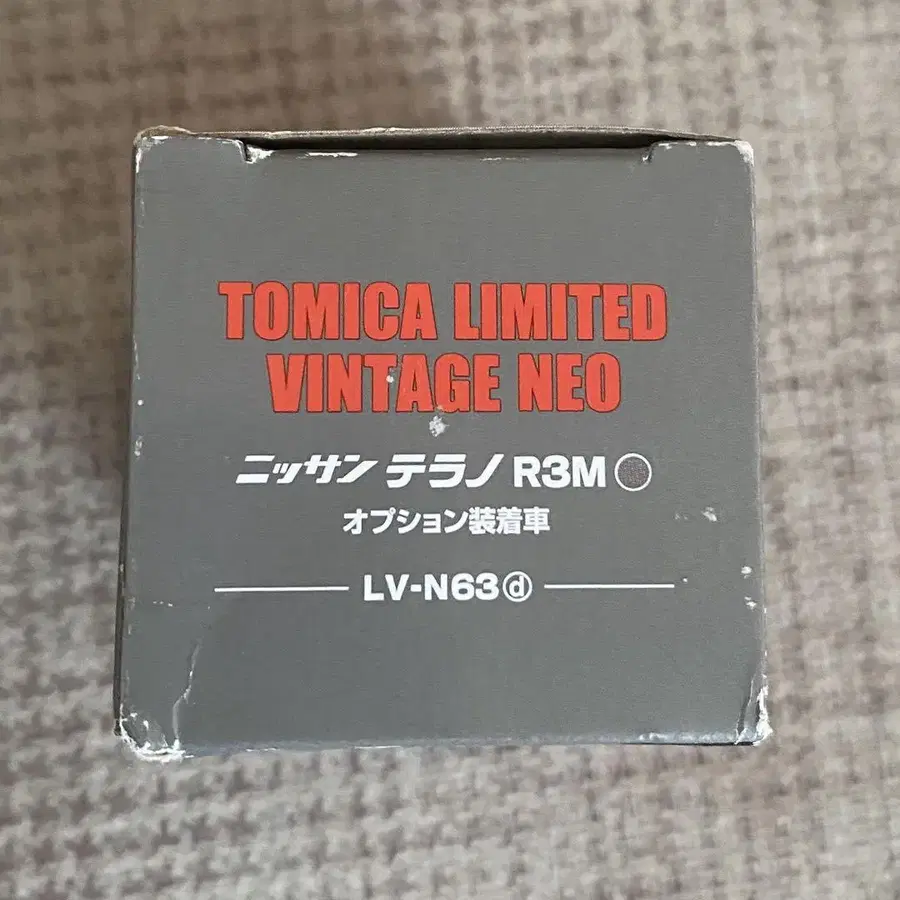 TOMICA LIMITED
VINTAGE NEO
ニッサン テラノ R3M
オプション装着車
LV-N63ⓓ